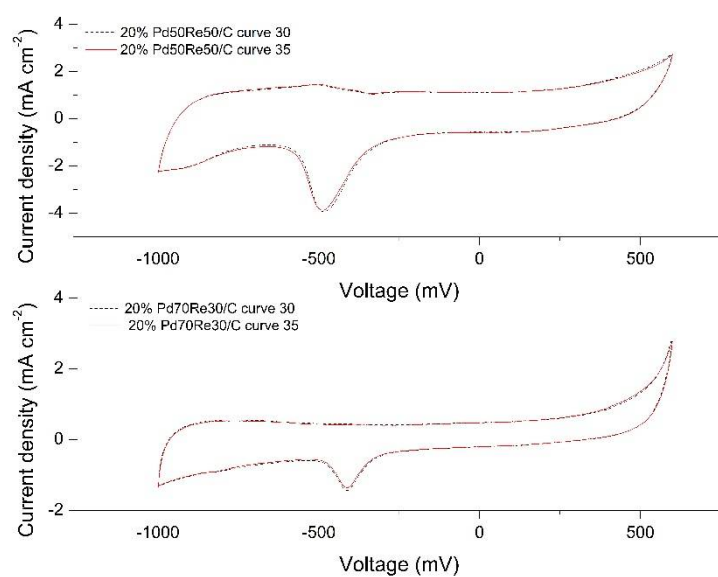 20% Pd50Re50/C curve 30
20% Pd50Re50/C curve 35
Current density (mA cm⁻²)
4
2
0
-2
-4
-1000
-500
0
500
Voltage (mV)
20% Pd70Re30/C curve 30
20% Pd70Re30/C curve 35
Current density (mA cm⁻²)
4
2
0
-2
-1000
-500
0
500
Voltage (mV)